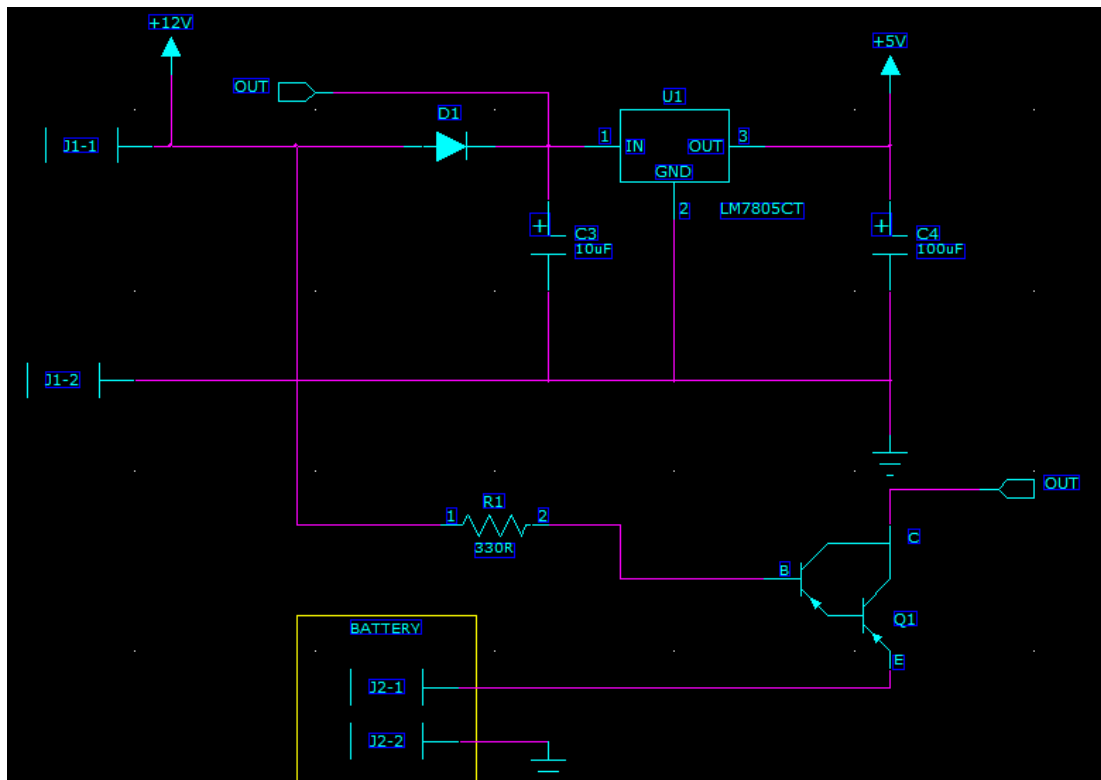 +12V
+5V
OUT
D1
U1
J1-1
1
IN
OUT
3
GND
2
LM7805CT
+
C3
10uF
+
C4
100uF
J1-2
OUT
R1
1
2
330R
C
B
Q1
E
BATTERY
J2-1
J2-2